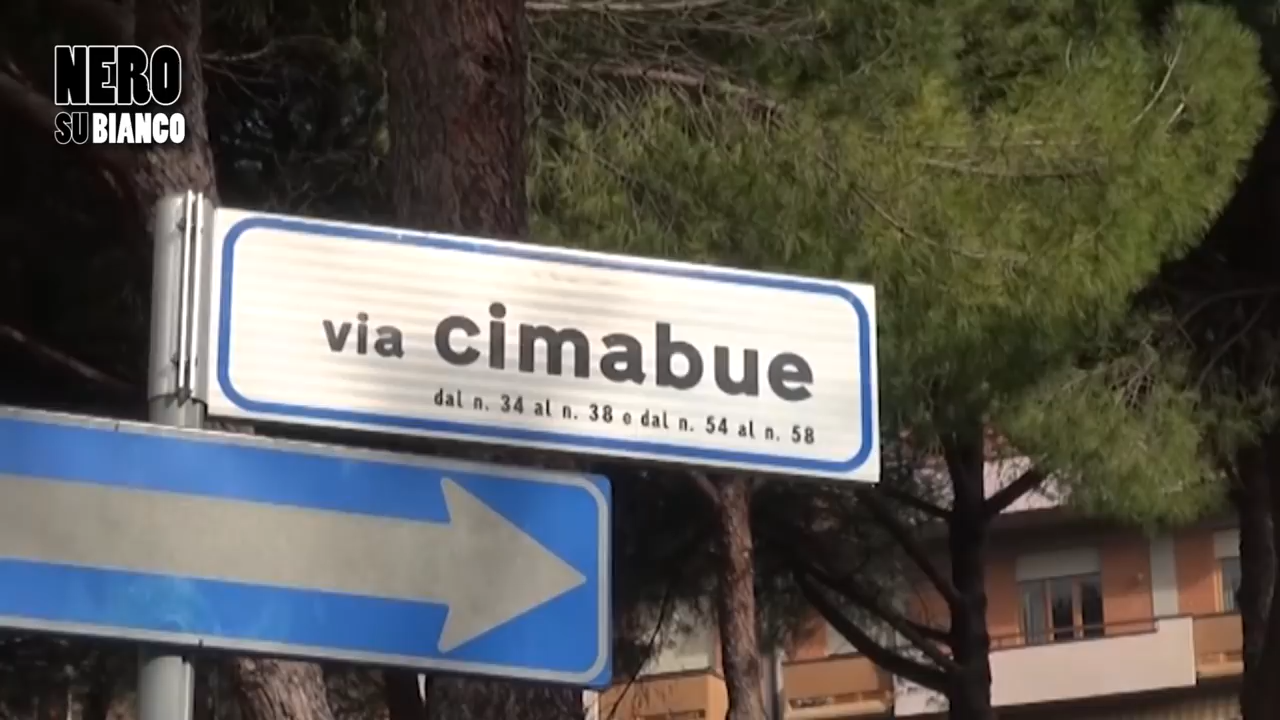 NERO
SU BIANCO
via cimabue
dal n. 34 al n. 38 e dal n. 54 al n. 58